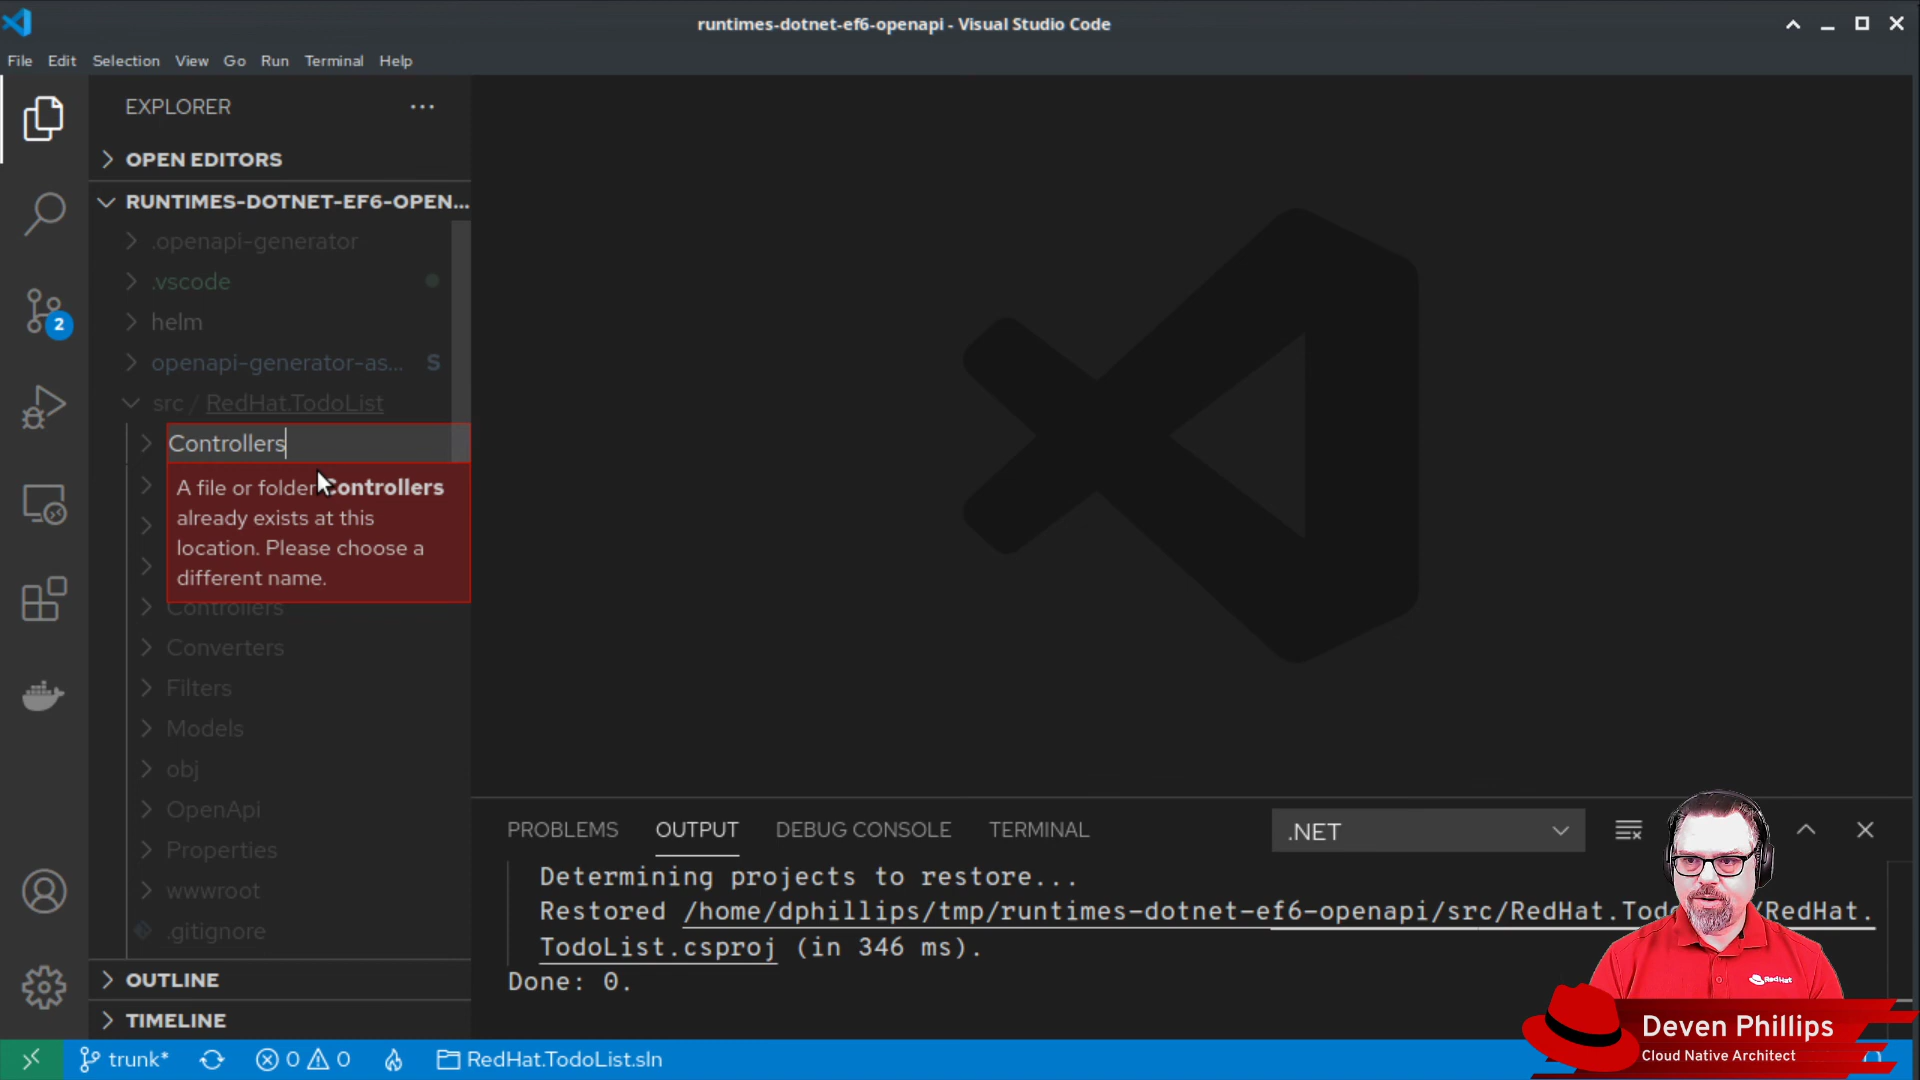 runtimes-dotnet-ef6-openapi - Visual Studio Code
File Edit Selection View Go Run Terminal Help
EXPLORER
OPEN EDITORS
RUNTIMES-DOTNET-EF6-OPEN...
.openapi-generator
.vscode
helm
openapi-generator-as... S
src / RedHat.TodoList
Controllers
A file or folder Controllers
already exists at this
location. Please choose a
different name.
Controllers
Converters
Filters
Models
obj
OpenApi
Properties
wwwroot
.gitignore
OUTLINE
TIMELINE
2
PROBLEMS OUTPUT DEBUG CONSOLE TERMINAL .NET
Determining projects to restore...
Restored /home/dphillips/tmp/runtimes-dotnet-ef6-openapi/src/RedHat.Tod /RedHat.
TodoList.csproj (in 346 ms).
Done: 0.
RedHat
Deven Phillips
Cloud Native Architect
trunk* 0 0 RedHat.TodoList.sln